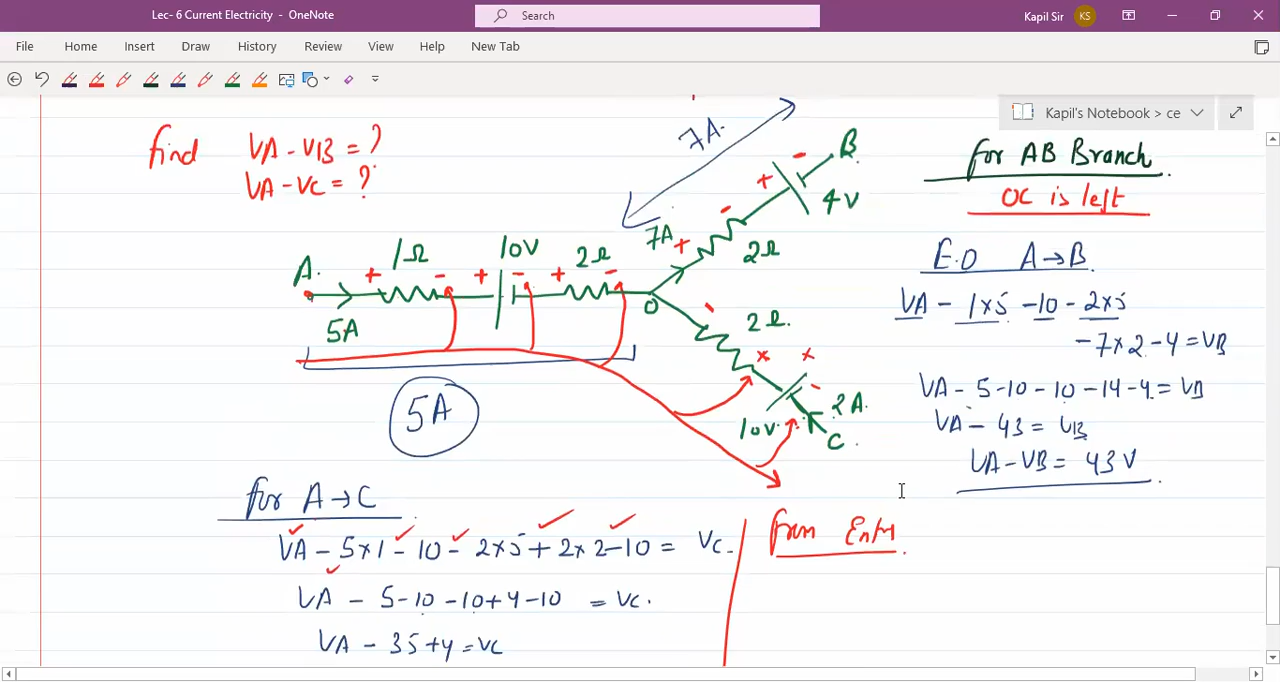 Lec- 6 Current Electricity - OneNote
Search
Kapil Sir KS
File Home Insert Draw History Review View Help New Tab
Kapil's Notebook > ce
find VA - VB = ?
VA - VC = ?
7A.
B
+ -
4V
7A
+ -
2Ω
A.
1Ω
10V
2Ω
+ - + - + -
5A
O
5A
2Ω.
- +
+ -
10V.
2A.
C
for AB Branch
OC is left
E.O A→B
VA - 1×5 - 10 - 2×5
- 7×2 - 4 = VB
VA - 5 - 10 - 10 - 14 - 4 = VB
VA - 43 = VB
VA - VB = 43 V
for A→C
VA - 5×1 - 10 - 2×5 + 2×2 - 10 = VC.
VA - 5 - 10 - 10 + 4 - 10 = VC.
VA - 35 + 4 = VC
from